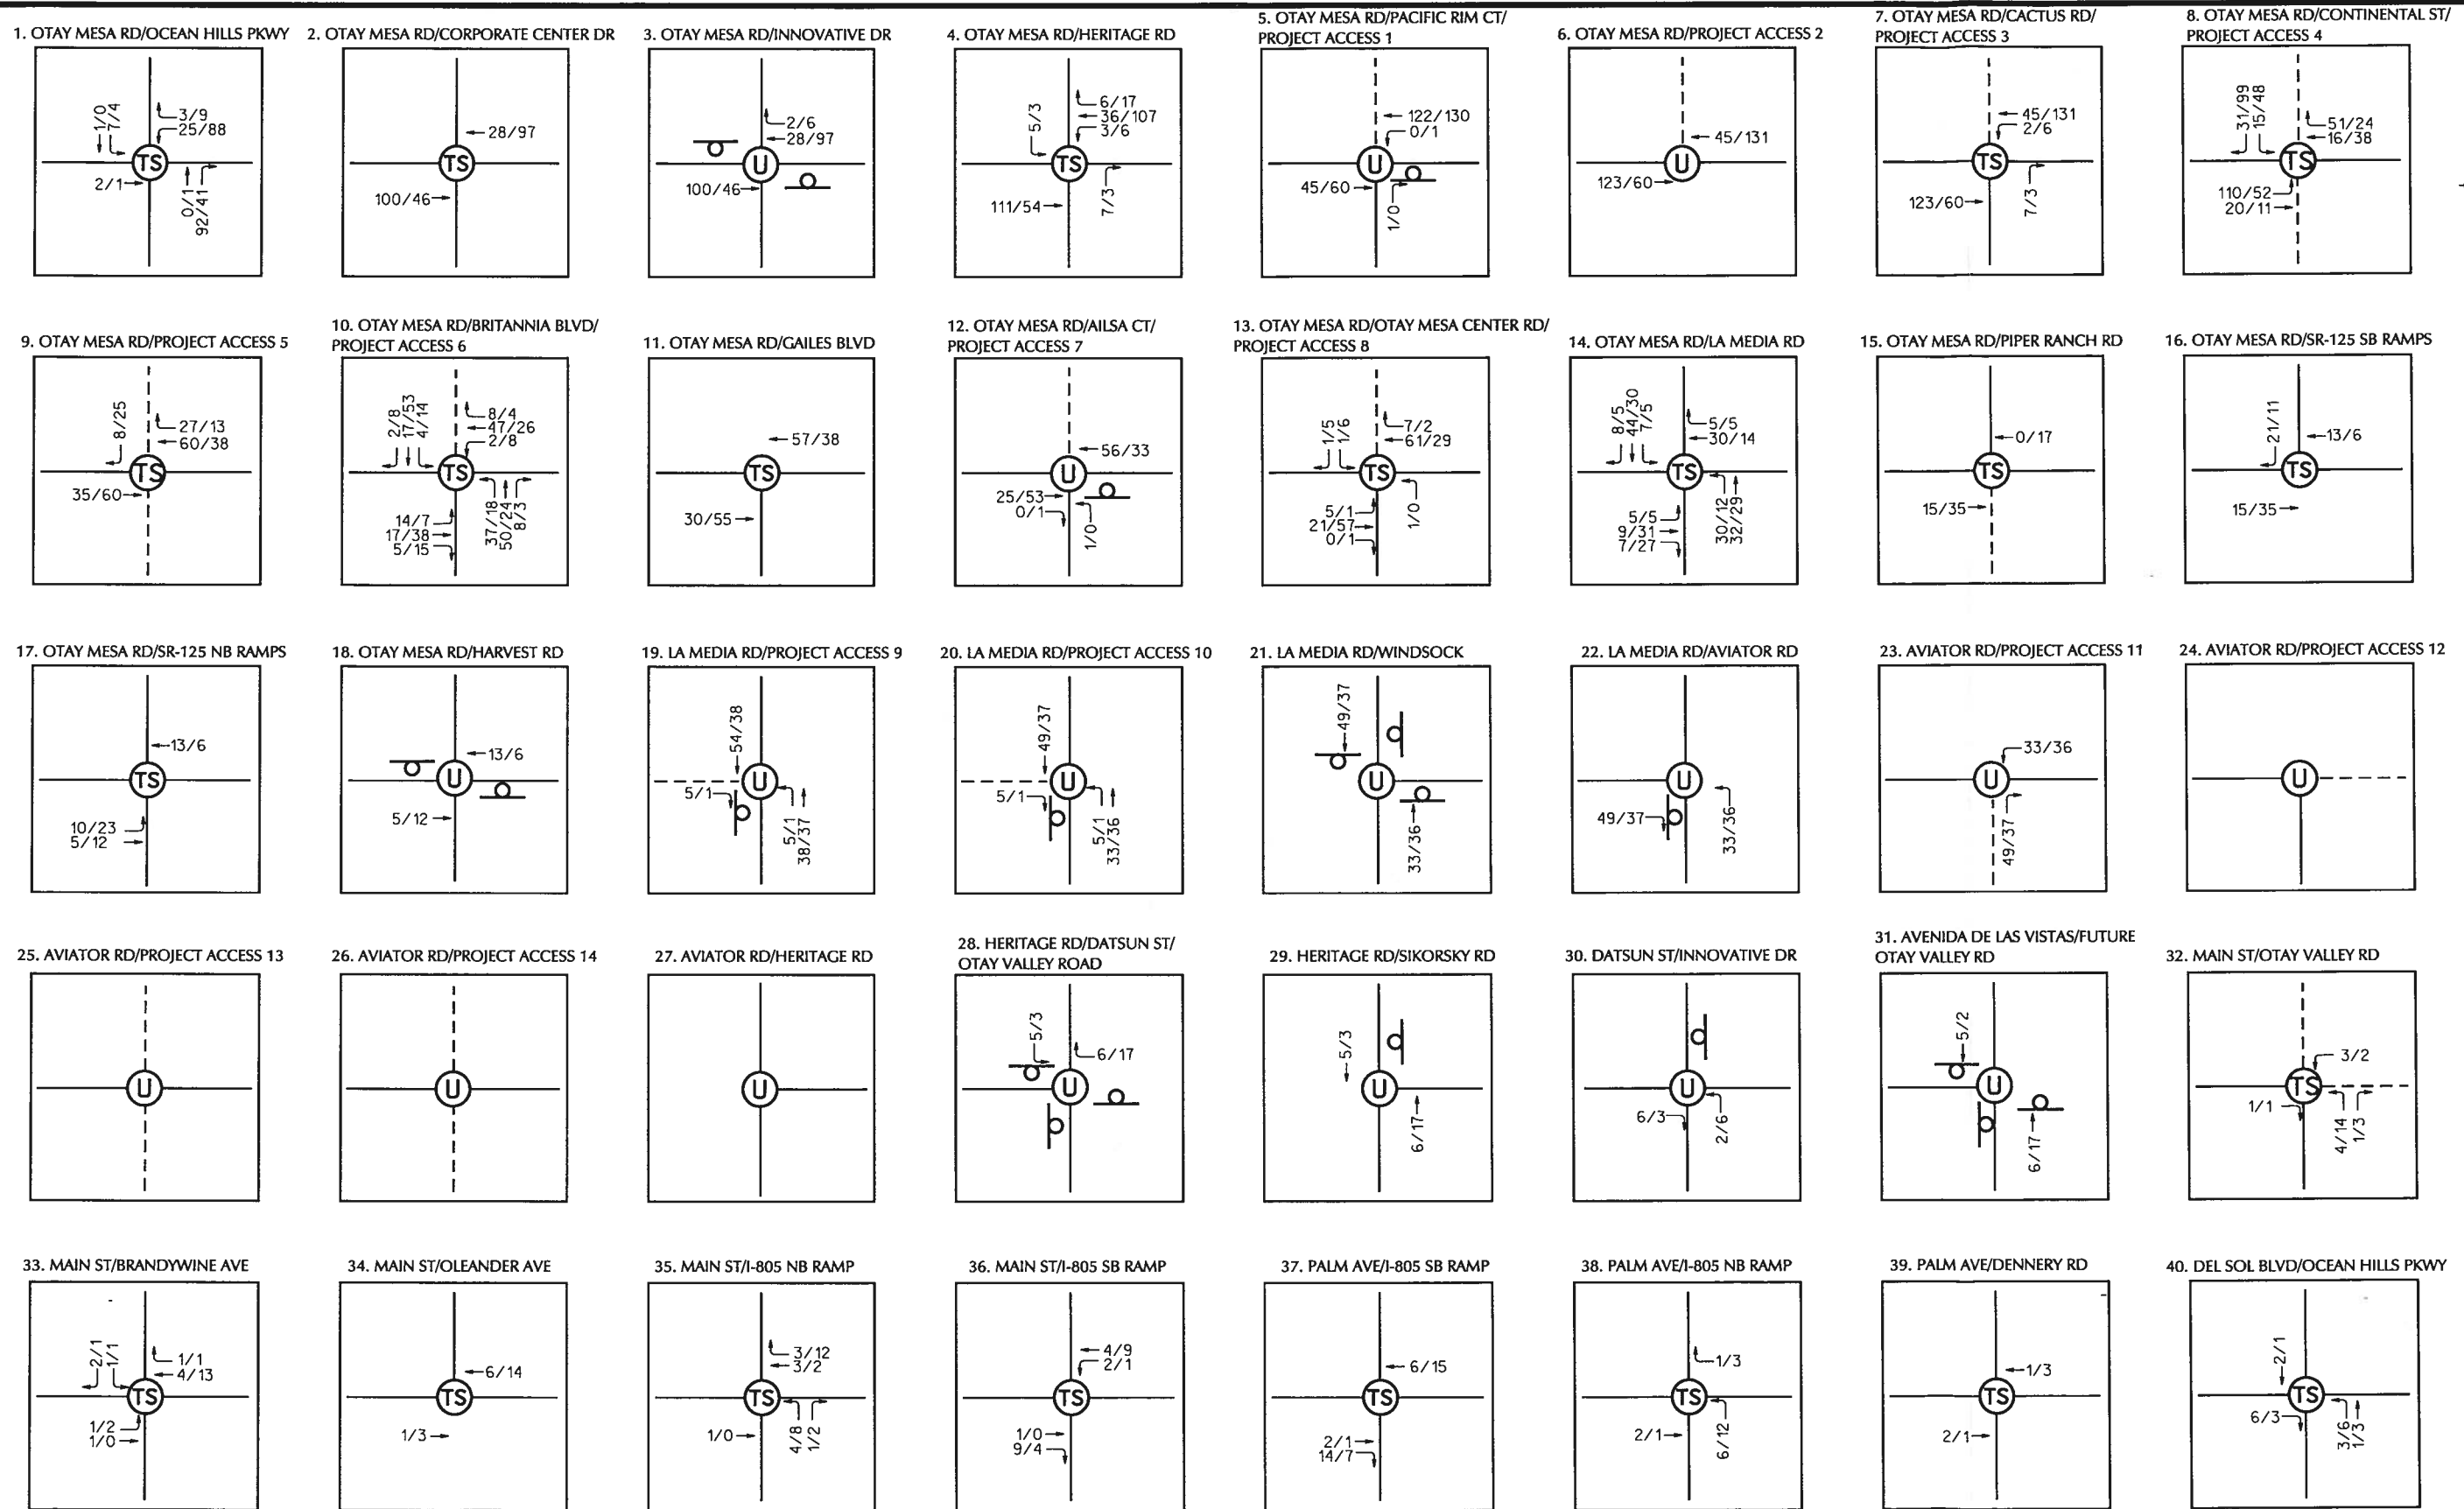 1. OTAY MESA RD/OCEAN HILLS PKWY
1/0
7/4
3/9
25/88
TS
2/1
0/1
92/41
2. OTAY MESA RD/CORPORATE CENTER DR
28/97
TS
100/46
3. OTAY MESA RD/INNOVATIVE DR
2/6
28/97
U
100/46
4. OTAY MESA RD/HERITAGE RD
5/3
6/17
36/107
3/6
TS
111/54
7/3
5. OTAY MESA RD/PACIFIC RIM CT/
PROJECT ACCESS 1
122/130
0/1
U
45/60
1/0
6. OTAY MESA RD/PROJECT ACCESS 2
45/131
U
123/60
7. OTAY MESA RD/CACTUS RD/
PROJECT ACCESS 3
45/131
2/6
TS
123/60
7/3
8. OTAY MESA RD/CONTINENTAL ST/
PROJECT ACCESS 4
31/99
15/48
51/24
16/38
TS
110/52
20/11
9. OTAY MESA RD/PROJECT ACCESS 5
8/25
27/13
60/38
TS
35/60
10. OTAY MESA RD/BRITANNIA BLVD/
PROJECT ACCESS 6
2/8
17/53
4/14
8/4
47/26
2/8
TS
14/7
17/38
5/15
37/18
50/24
8/3
11. OTAY MESA RD/GAILES BLVD
57/38
TS
30/55
12. OTAY MESA RD/AILSA CT/
PROJECT ACCESS 7
56/33
U
25/53
0/1
1/0
13. OTAY MESA RD/OTAY MESA CENTER RD/
PROJECT ACCESS 8
1/5
1/6
7/2
61/29
TS
5/1
21/57
0/1
1/0
14. OTAY MESA RD/LA MEDIA RD
8/5
44/30
7/5
5/5
30/14
TS
5/5
9/31
7/27
30/12
32/29
15. OTAY MESA RD/PIPER RANCH RD
0/17
TS
15/35
16. OTAY MESA RD/SR-125 SB RAMPS
21/11
13/6
TS
15/35
17. OTAY MESA RD/SR-125 NB RAMPS
13/6
TS
10/23
5/12
18. OTAY MESA RD/HARVEST RD
13/6
U
5/12
19. LA MEDIA RD/PROJECT ACCESS 9
54/38
U
5/1
5/1
38/37
20. LA MEDIA RD/PROJECT ACCESS 10
49/37
U
5/1
5/1
33/36
21. LA MEDIA RD/WINDSOCK
49/37
U
33/36
22. LA MEDIA RD/AVIATOR RD
U
49/37
33/36
23. AVIATOR RD/PROJECT ACCESS 11
33/36
U
49/37
24. AVIATOR RD/PROJECT ACCESS 12
U
25. AVIATOR RD/PROJECT ACCESS 13
U
26. AVIATOR RD/PROJECT ACCESS 14
U
27. AVIATOR RD/HERITAGE RD
U
28. HERITAGE RD/DATSUN ST/
OTAY VALLEY ROAD
5/3
6/17
U
29. HERITAGE RD/SIKORSKY RD
5/3
U
6/17
30. DATSUN ST/INNOVATIVE DR
U
6/3
2/6
31. AVENIDA DE LAS VISTAS/FUTURE
OTAY VALLEY RD
5/2
U
6/17
32. MAIN ST/OTAY VALLEY RD
3/2
TS
1/1
4/14
1/3
33. MAIN ST/BRANDYWINE AVE
2/1
1/1
1/1
4/13
TS
1/2
1/0
34. MAIN ST/OLEANDER AVE
6/14
TS
1/3
35. MAIN ST/I-805 NB RAMP
3/12
3/2
TS
1/0
4/8
1/2
36. MAIN ST/I-805 SB RAMP
4/9
2/1
TS
1/0
9/4
37. PALM AVE/I-805 SB RAMP
6/15
TS
2/1
14/7
38. PALM AVE/I-805 NB RAMP
1/3
TS
2/1
6/12
39. PALM AVE/DENNERY RD
1/3
TS
2/1
40. DEL SOL BLVD/OCEAN HILLS PKWY
2/1
TS
6/3
3/6
1/3